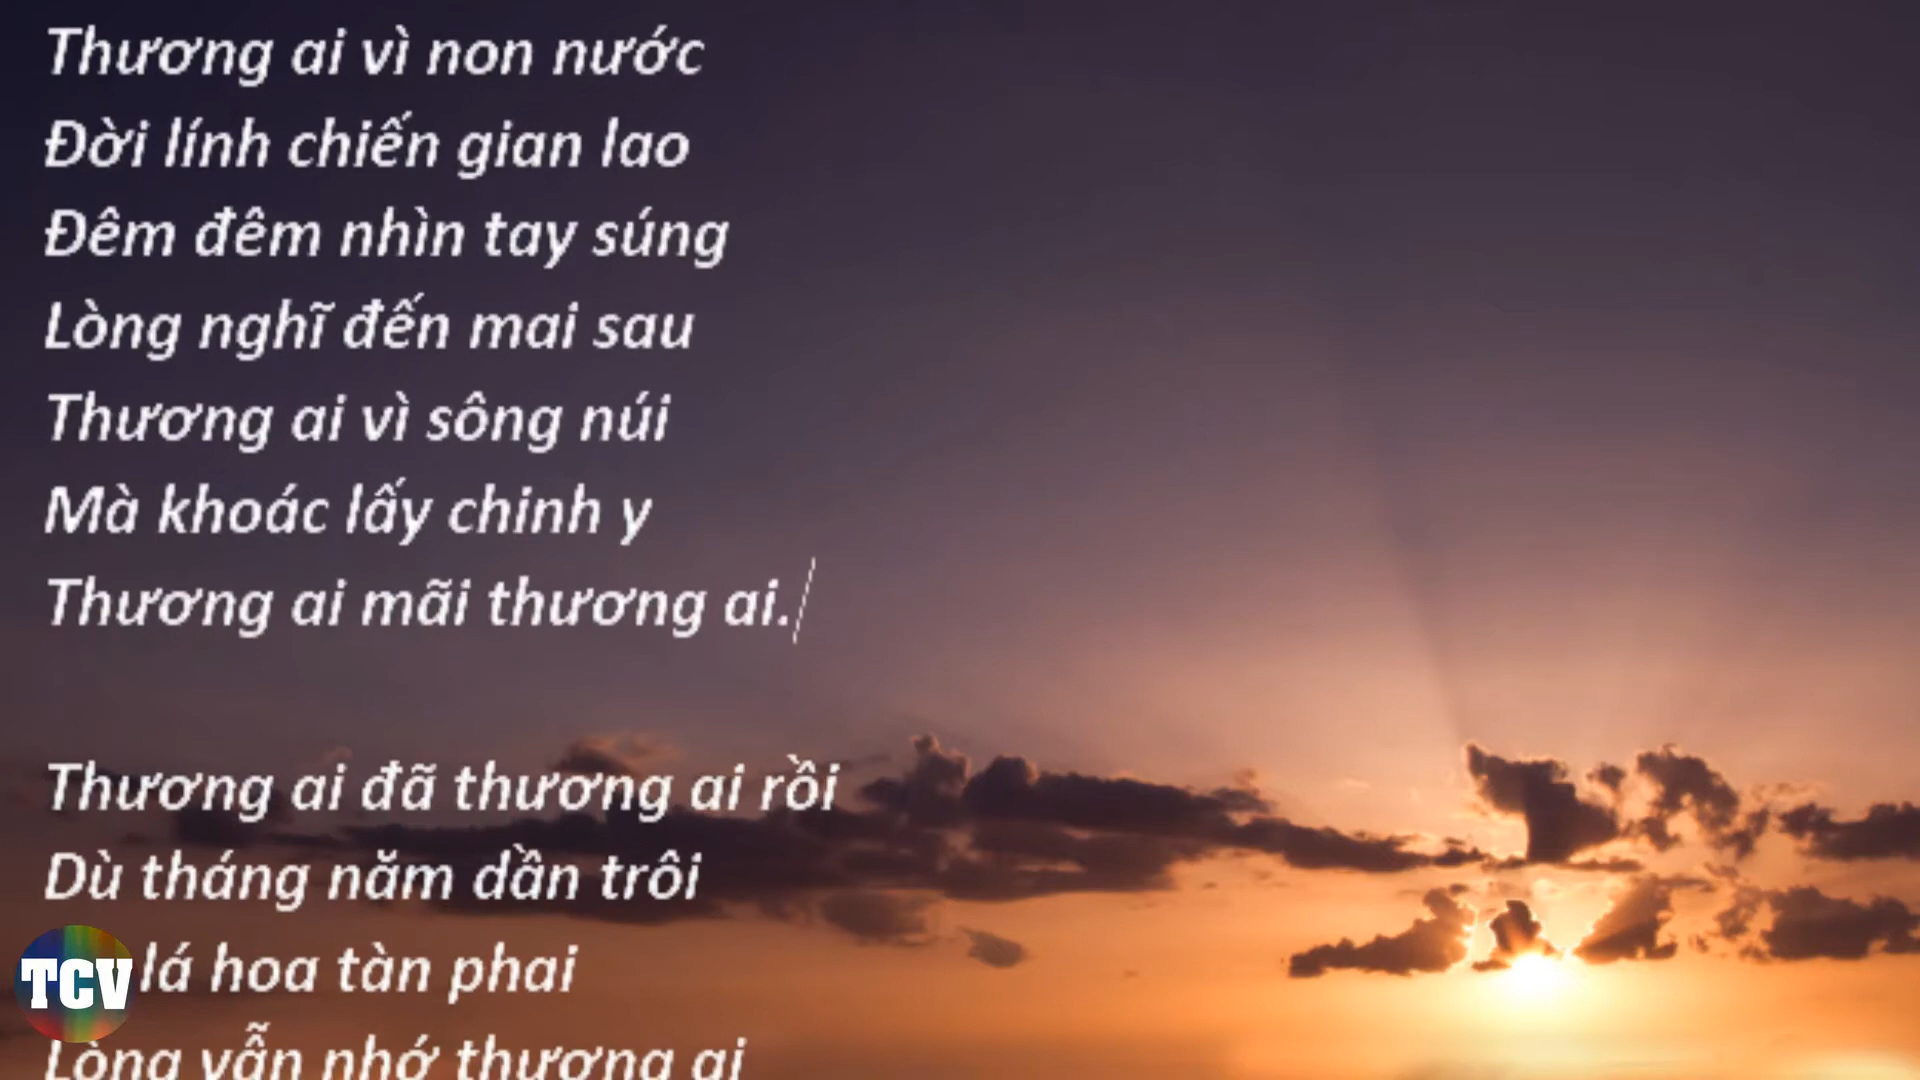 Thương ai vì non nước
Đời lính chiến gian lao
Đêm đêm nhìn tay súng
Lòng nghĩ đến mai sau
Thương ai vì sông núi
Mà khoác lấy chinh y
Thương ai mãi thương ai.
Thương ai đã thương ai rồi
Dù tháng năm dần trôi
lá hoa tàn phai
TCV
Lòng vẫn nhớ thương ai